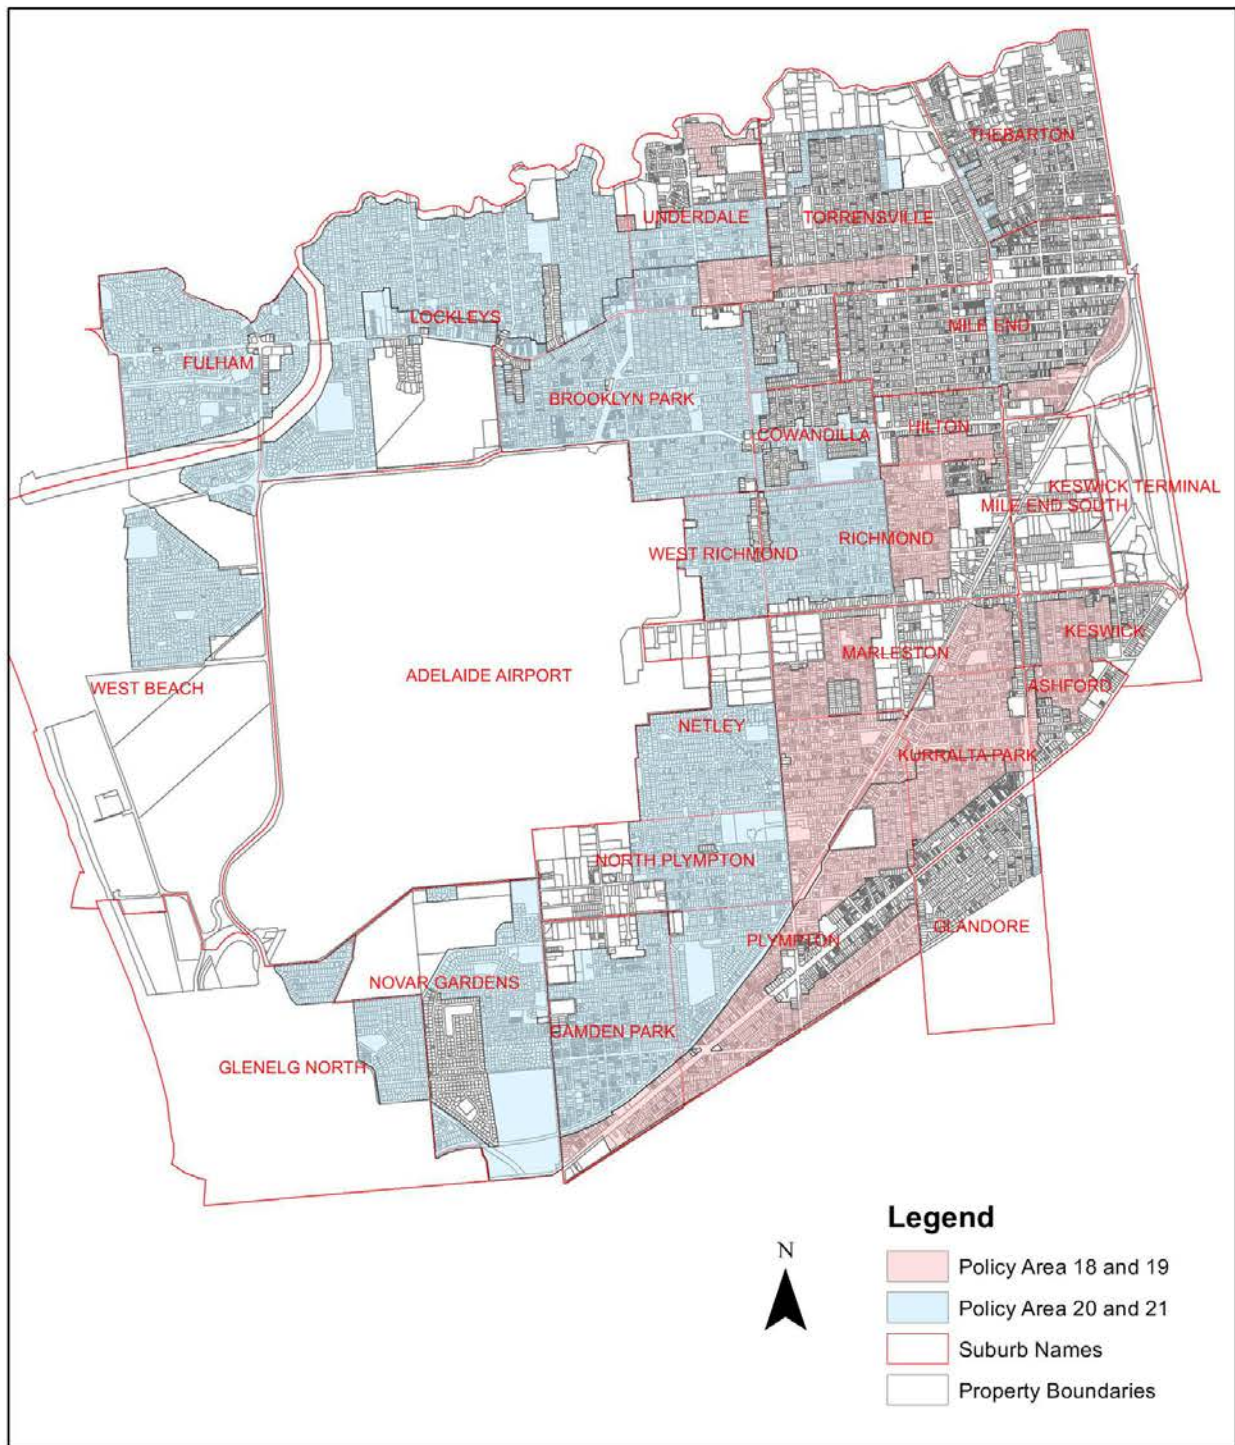 THEBARTON
UNDERDALE
TORRENSVILLE
LOCKLEYS
MILE END
FULHAM
BROOKLYN PARK
HILTON
COWANDILLA
KESWICK TERMINAL
MILE END SOUTH
RICHMOND
WEST RICHMOND
KESWICK
MARLESTON
ADELAIDE AIRPORT
WEST BEACH
ASHFORD
NETLEY
KURRALTA PARK
NORTH PLYMPTON
GLANDORE
PLYMPTON
NOVAR GARDENS
CAMDEN PARK
GLENELG NORTH
Legend
N
Policy Area 18 and 19
Policy Area 20 and 21
Suburb Names
Property Boundaries